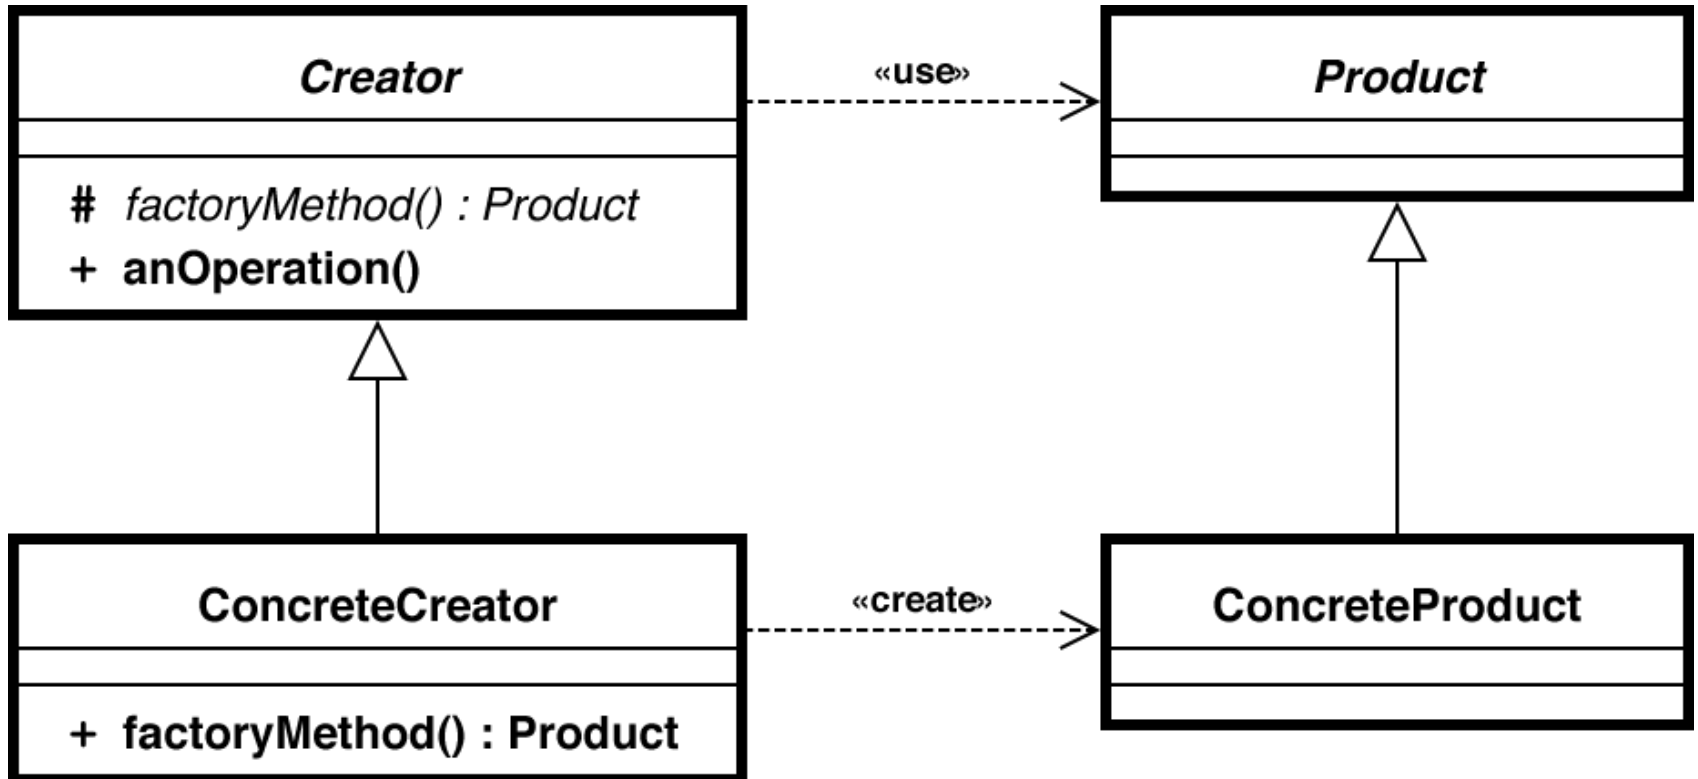 Creator
«use»
Product
# factoryMethod() : Product
+ anOperation()
ConcreteCreator
«create»
ConcreteProduct
+ factoryMethod() : Product